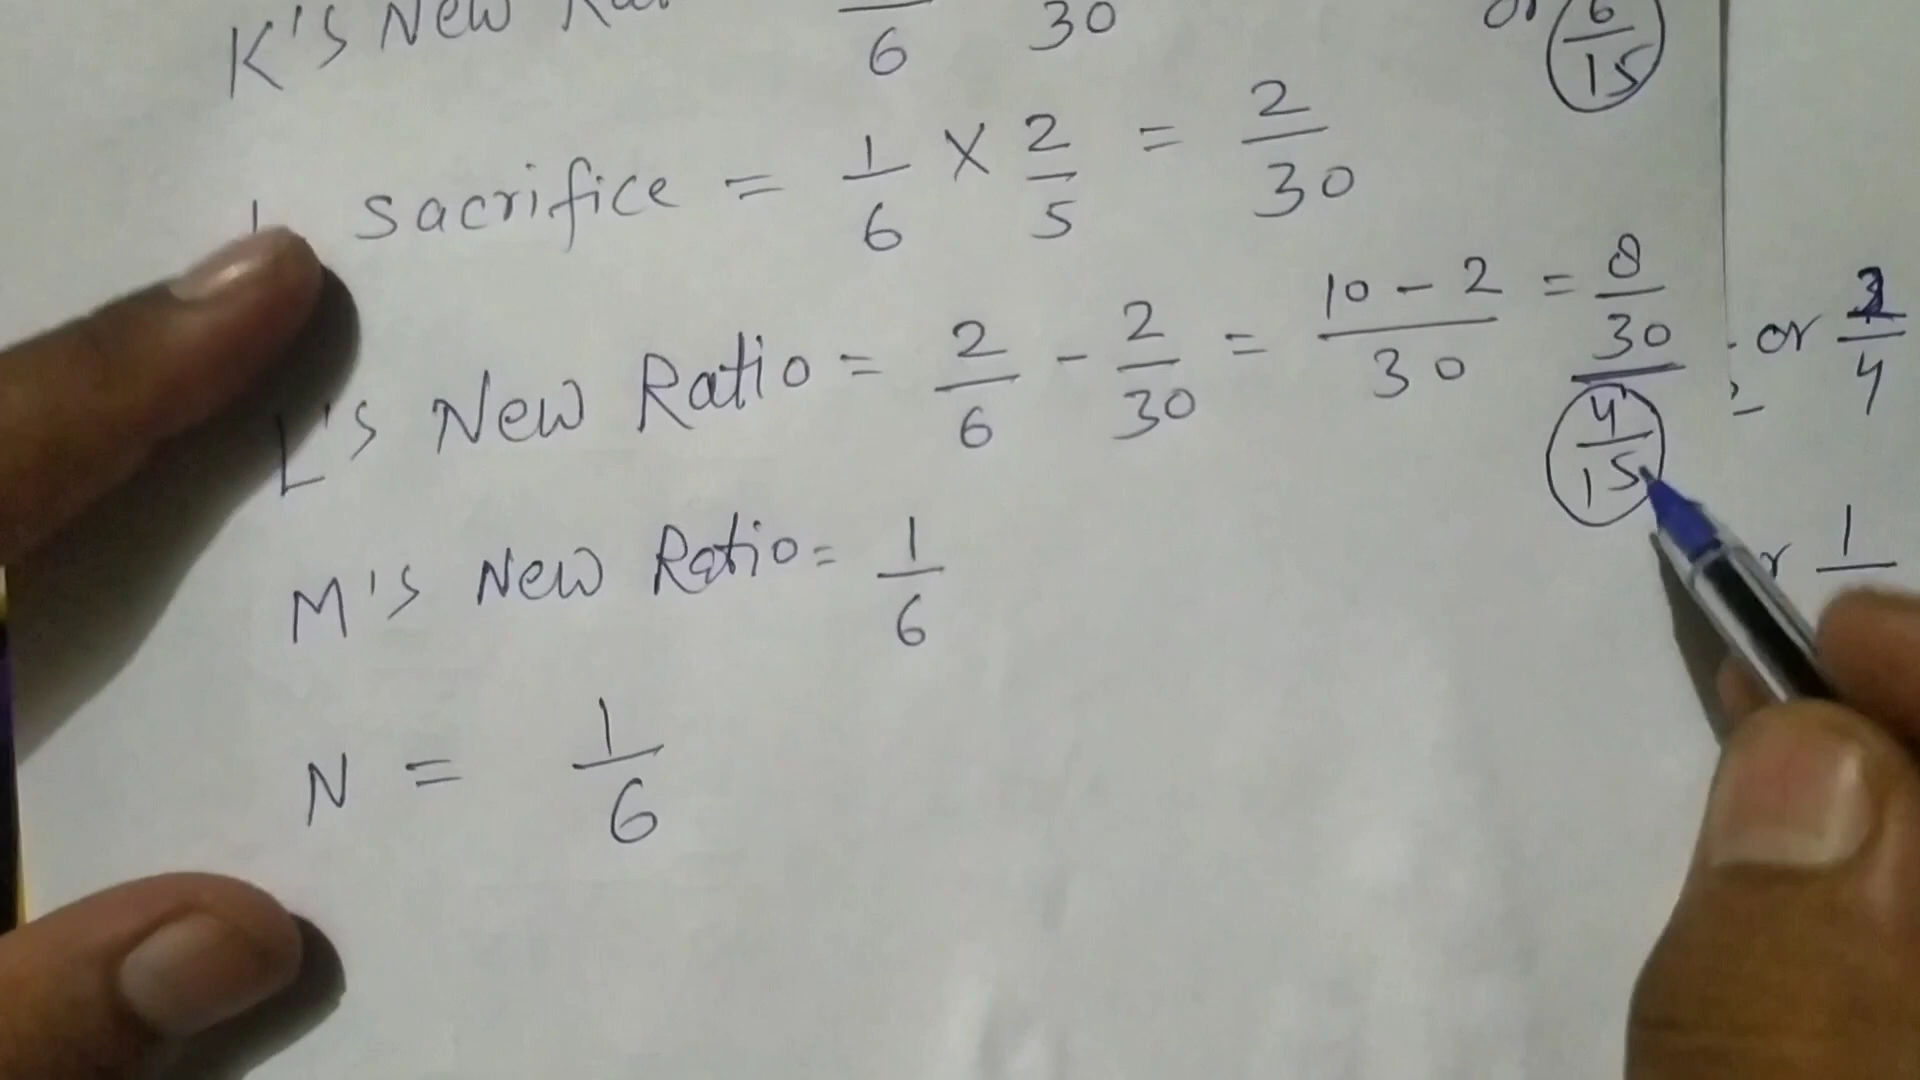 K'S New 6 30 or 6/15
sacrifice = 1/6 X 2/5 = 2/30
L'S New Ratio = 2/6 - 2/30 = 10 - 2/30 = 8/30 or
4/15
M'S New Ratio = 1/6
N = 1/6